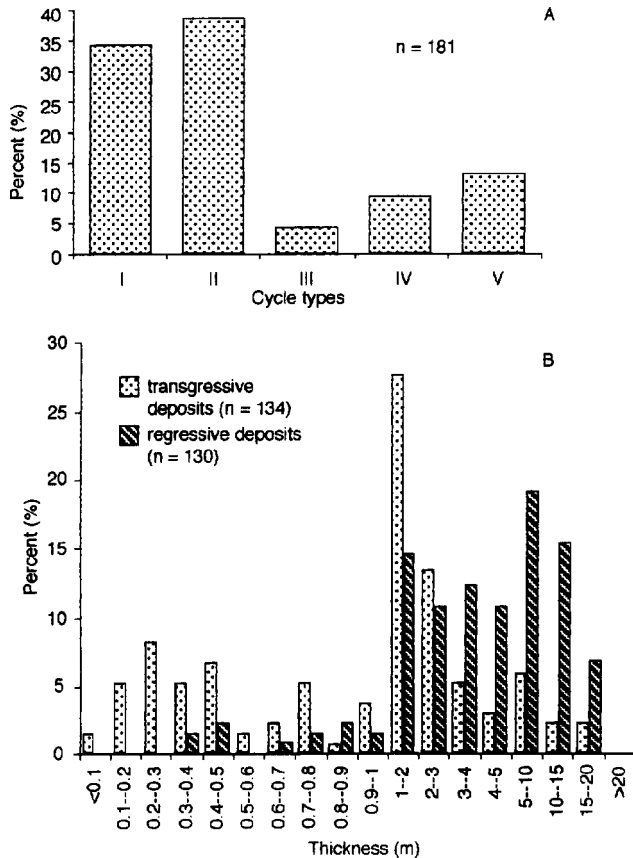 A
n = 181
Percent (%)
40
35
30
25
20
15
10
5
0
I II III IV V
Cycle types
B
transgressive
deposits (n = 134)
regressive deposits
(n = 130)
Percent (%)
30
25
20
15
10
5
0
<0.1 0.1--0.2 0.2--0.3 0.3--0.4 0.4--0.5 0.5--0.6 0.6--0.7 0.7--0.8 0.8--0.9 0.9--1 1--2 2--3 3--4 4--5 5--10 10--15 15--20 >20
Thickness (m)